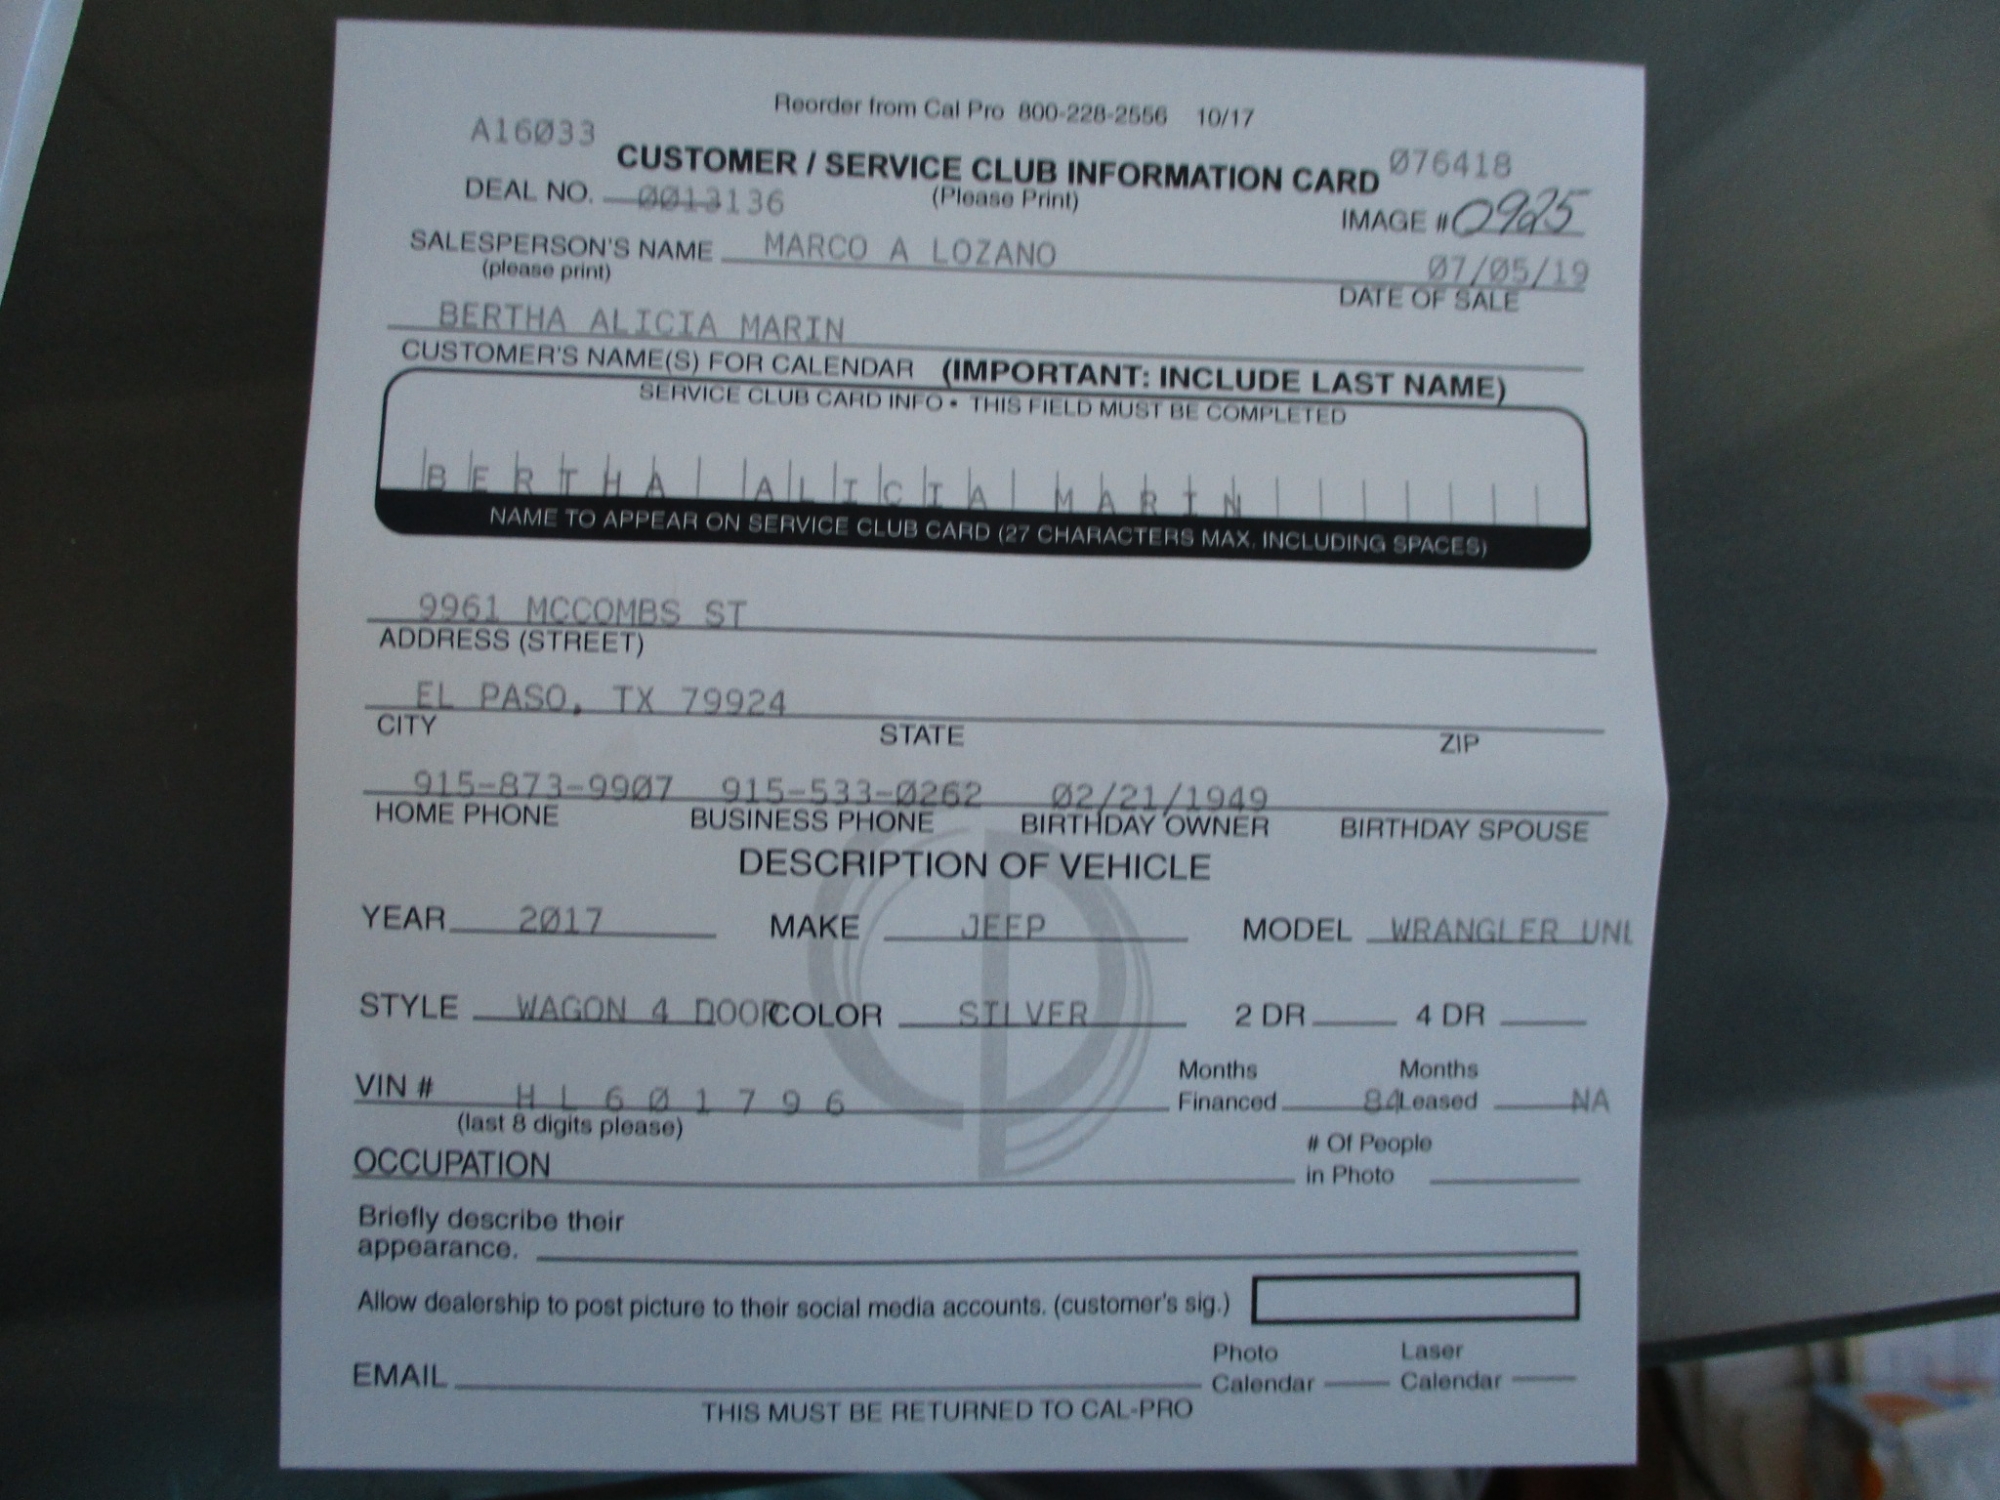 Reorder from Cal Pro 800-228-2556 10/17
A16033
CUSTOMER / SERVICE CLUB INFORMATION CARD 076418
DEAL NO. 0013136 (Please Print) IMAGE # 0925
SALESPERSON'S NAME MARCO A LOZANO 07/05/19
(please print) DATE OF SALE
BERTHA ALICIA MARIN
CUSTOMER'S NAME(S) FOR CALENDAR (IMPORTANT: INCLUDE LAST NAME)
SERVICE CLUB CARD INFO • THIS FIELD MUST BE COMPLETED
BERTHA ALICIA MARIN
NAME TO APPEAR ON SERVICE CLUB CARD (27 CHARACTERS MAX. INCLUDING SPACES)
9961 MCCOMBS ST
ADDRESS (STREET)
EL PASO, TX 79924
CITY STATE ZIP
915-873-9907 915-533-0262 02/21/1949
HOME PHONE BUSINESS PHONE BIRTHDAY OWNER BIRTHDAY SPOUSE
DESCRIPTION OF VEHICLE
YEAR 2017 MAKE JEEP MODEL WRANGLER UNL
STYLE WAGON 4 DOOR COLOR SILVER 2 DR 4 DR
Months Months
VIN # H L 6 0 1 7 9 6 Financed 84 Leased NA
(last 8 digits please)
# Of People
OCCUPATION in Photo
Briefly describe their
appearance.
Allow dealership to post picture to their social media accounts. (customer's sig.)
Photo Laser
EMAIL Calendar Calendar
THIS MUST BE RETURNED TO CAL-PRO